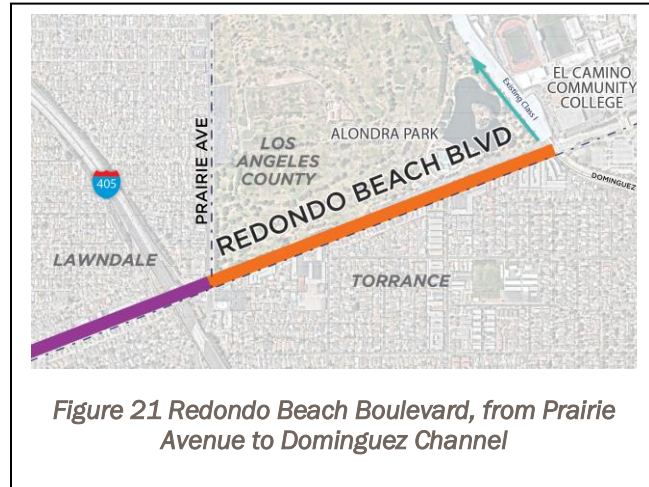 Existing Class I
EL CAMINO
COMMUNITY
COLLEGE
ALONDRA PARK
LOS
ANGELES
COUNTY
PRAIRIE AVE
REDONDO BEACH BLVD
DOMINGUEZ
405
LAWNDALE
TORRANCE
Figure 21 Redondo Beach Boulevard, from Prairie
Avenue to Dominguez Channel